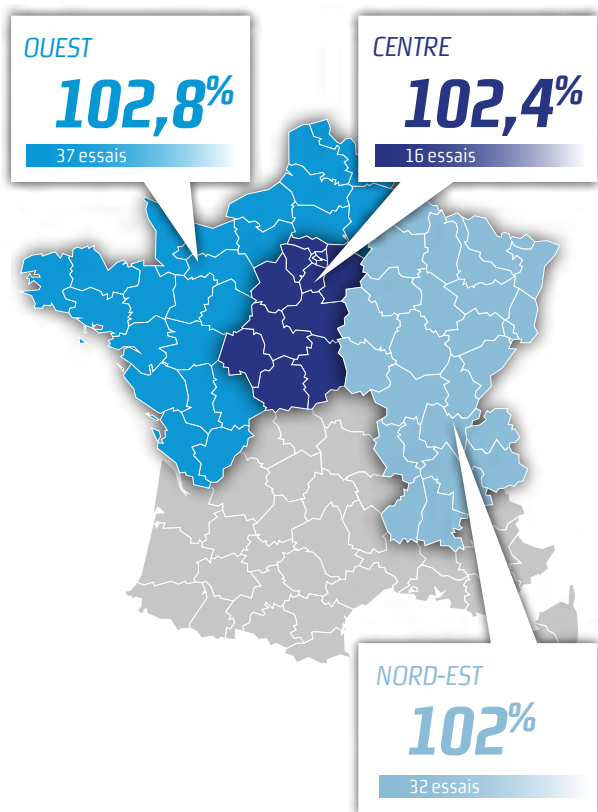 OUEST
102,8%
37 essais
CENTRE
102,4%
16 essais
NORD-EST
102%
32 essais